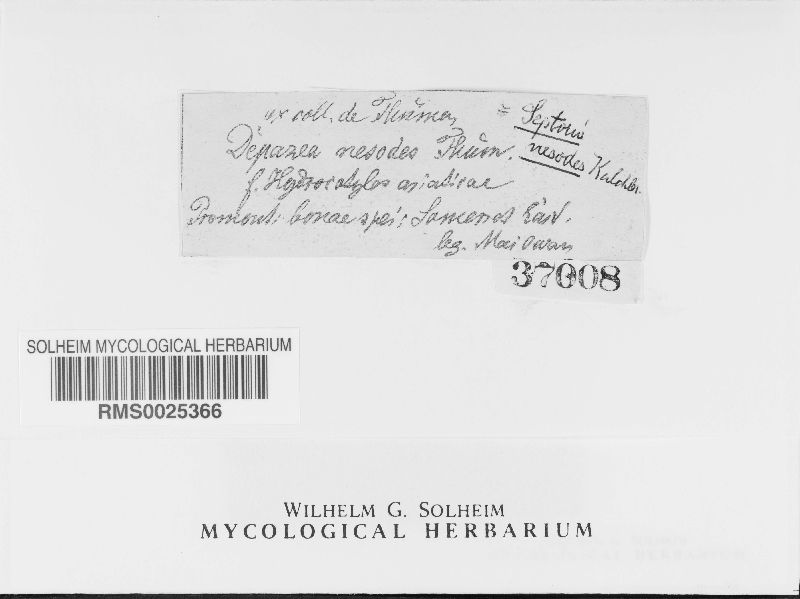 ex coll. de Thümen = Septoria
Depazea nesodes Thüm. nesodes Kalchbr.
f. Hydrocotyles asiaticae
Promont. bonae spei; Somerset East.
leg. MacOwan
37008
SOLHEIM MYCOLOGICAL HERBARIUM
RMS0025366
WILHELM G. SOLHEIM
MYCOLOGICAL HERBARIUM